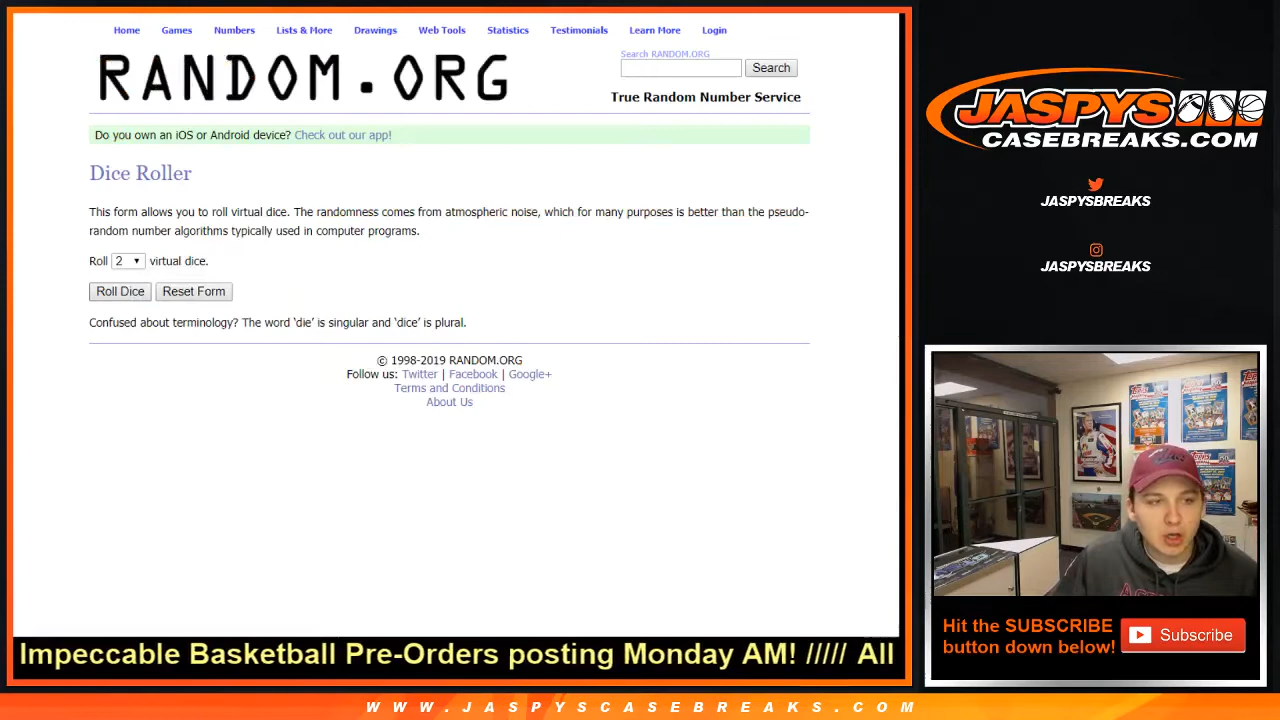 Home Games Numbers Lists & More Drawings Web Tools Statistics Testimonials Learn More Login
RANDOM.ORG
Search RANDOM.ORG
Search
True Random Number Service
Do you own an iOS or Android device? Check out our app!
Dice Roller
This form allows you to roll virtual dice. The randomness comes from atmospheric noise, which for many purposes is better than the pseudo-
random number algorithms typically used in computer programs.
Roll 2 virtual dice.
Roll Dice Reset Form
Confused about terminology? The word ‘die’ is singular and ‘dice’ is plural.
© 1998-2019 RANDOM.ORG
Follow us: Twitter | Facebook | Google+
Terms and Conditions
About Us
Impeccable Basketball Pre-Orders posting Monday AM! ///// All
JASPYS
CASEBREAKS.COM
JASPYSBREAKS
JASPYSBREAKS
Hit the SUBSCRIBE
button down below!
Subscribe
WWW.JASPYSCASEBREAKS.COM